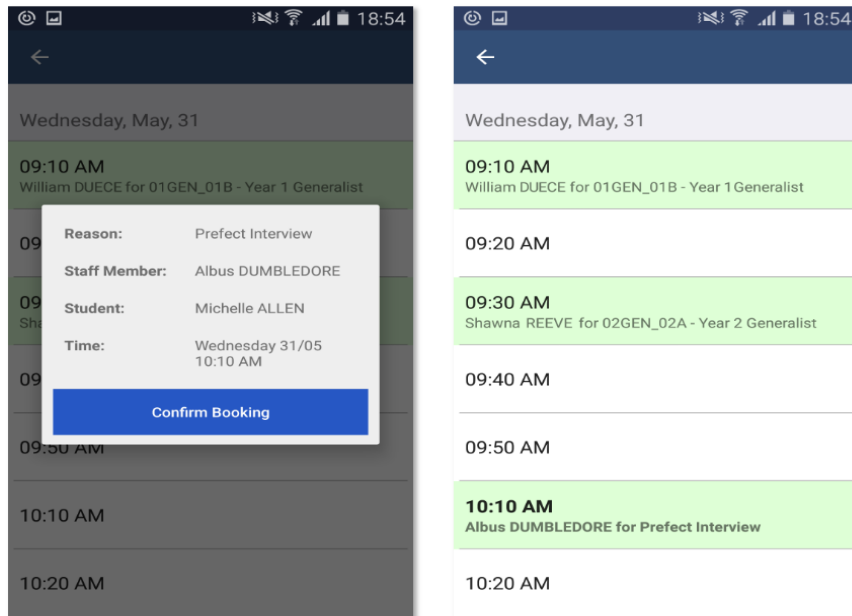 18:54
Wednesday, May, 31
09:10 AM
William DUECE for 01GEN_01B - Year 1 Generalist
09
Reason: Prefect Interview
Staff Member: Albus DUMBLEDORE
09
Sha
Student: Michelle ALLEN
Time: Wednesday 31/05
10:10 AM
09
Confirm Booking
09:50 AM
10:10 AM
10:20 AM
18:54
Wednesday, May, 31
09:10 AM
William DUECE for 01GEN_01B - Year 1 Generalist
09:20 AM
09:30 AM
Shawna REEVE for 02GEN_02A - Year 2 Generalist
09:40 AM
09:50 AM
10:10 AM
Albus DUMBLEDORE for Prefect Interview
10:20 AM